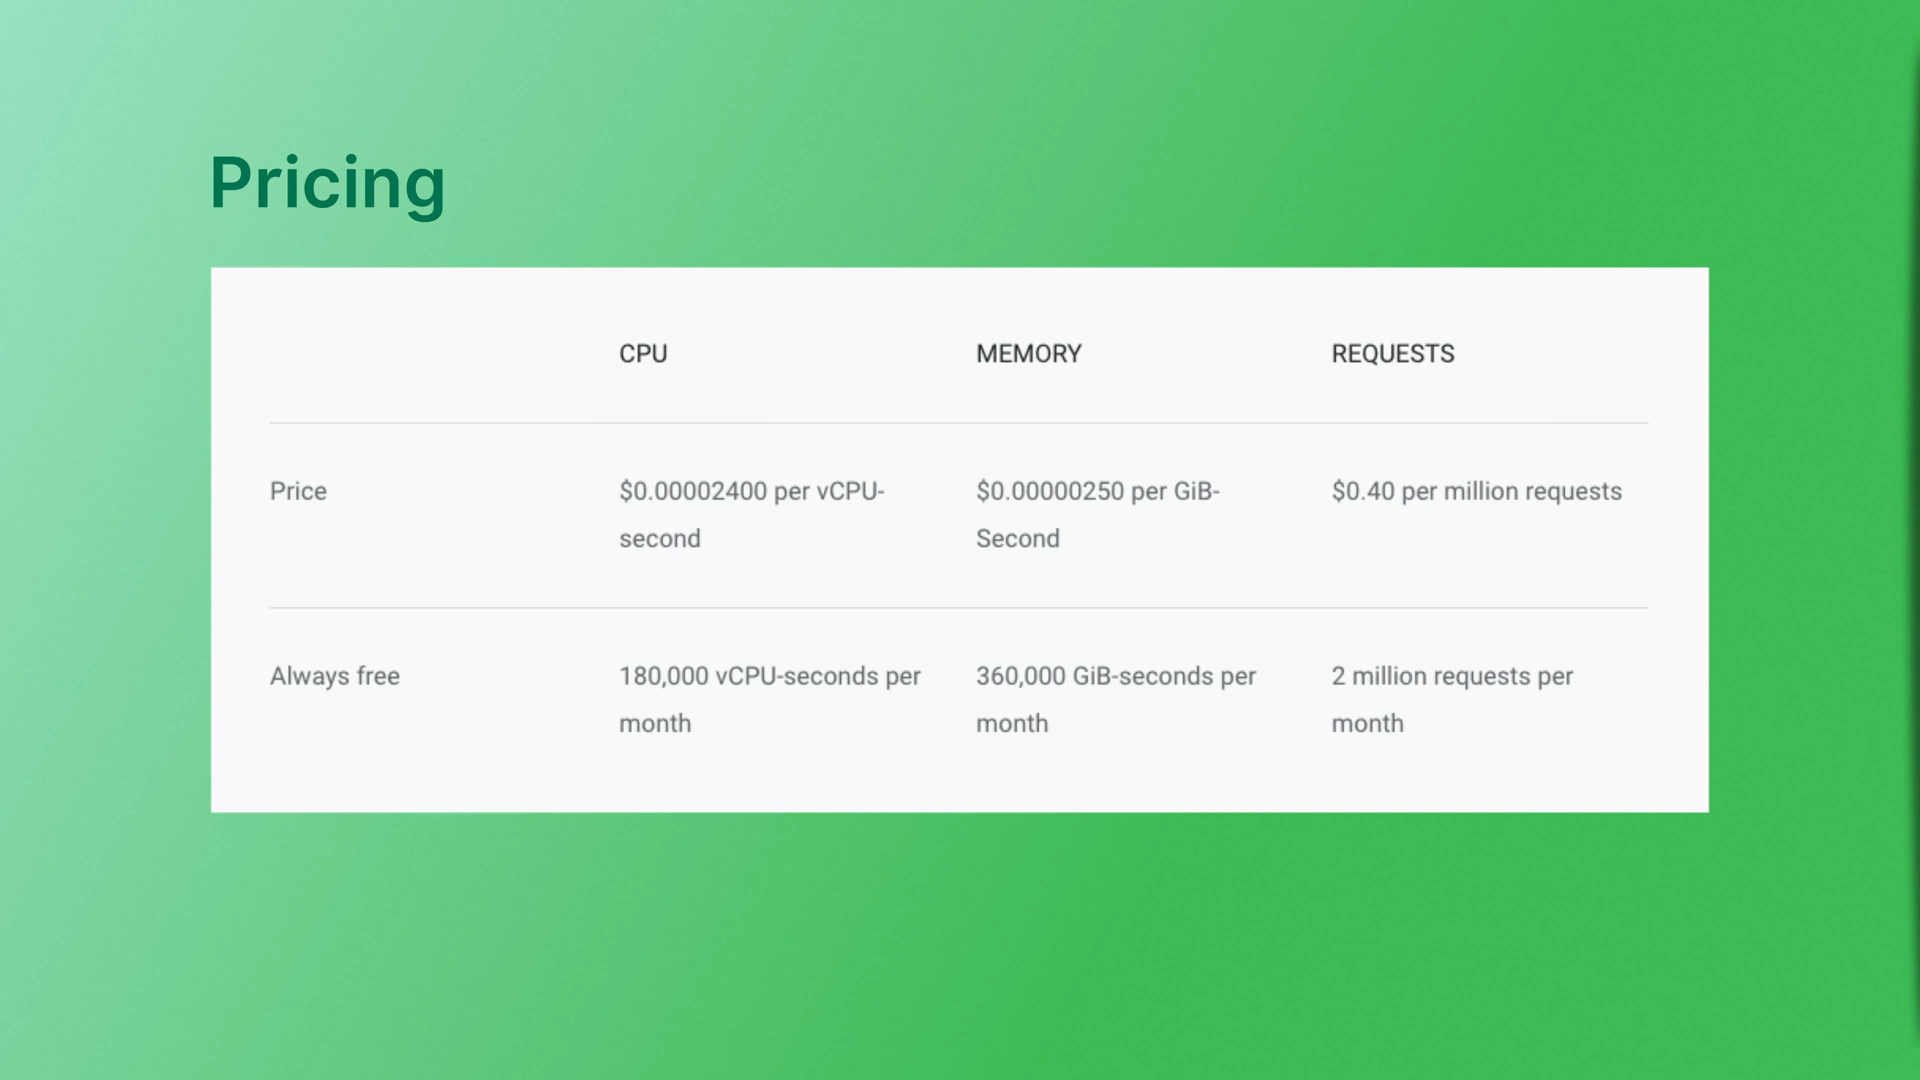 Pricing
CPU MEMORY REQUESTS
Price $0.00002400 per vCPU- $0.00000250 per GiB- $0.40 per million requests
second Second
Always free 180,000 vCPU-seconds per 360,000 GiB-seconds per 2 million requests per
month month month